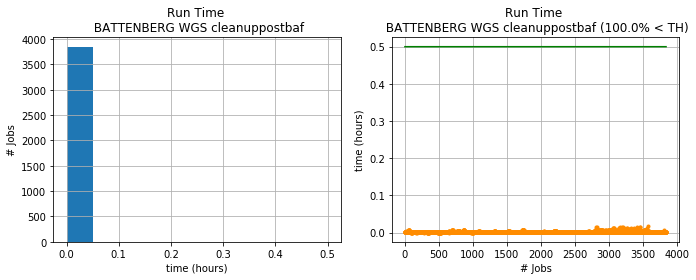 Run Time
BATTENBERG WGS cleanuppostbaf
# Jobs
4000
3500
3000
2500
2000
1500
1000
500
0
0.0 0.1 0.2 0.3 0.4 0.5
time (hours)
Run Time
BATTENBERG WGS cleanuppostbaf (100.0% < TH)
time (hours)
0.5
0.4
0.3
0.2
0.1
0.0
0 500 1000 1500 2000 2500 3000 3500 4000
# Jobs